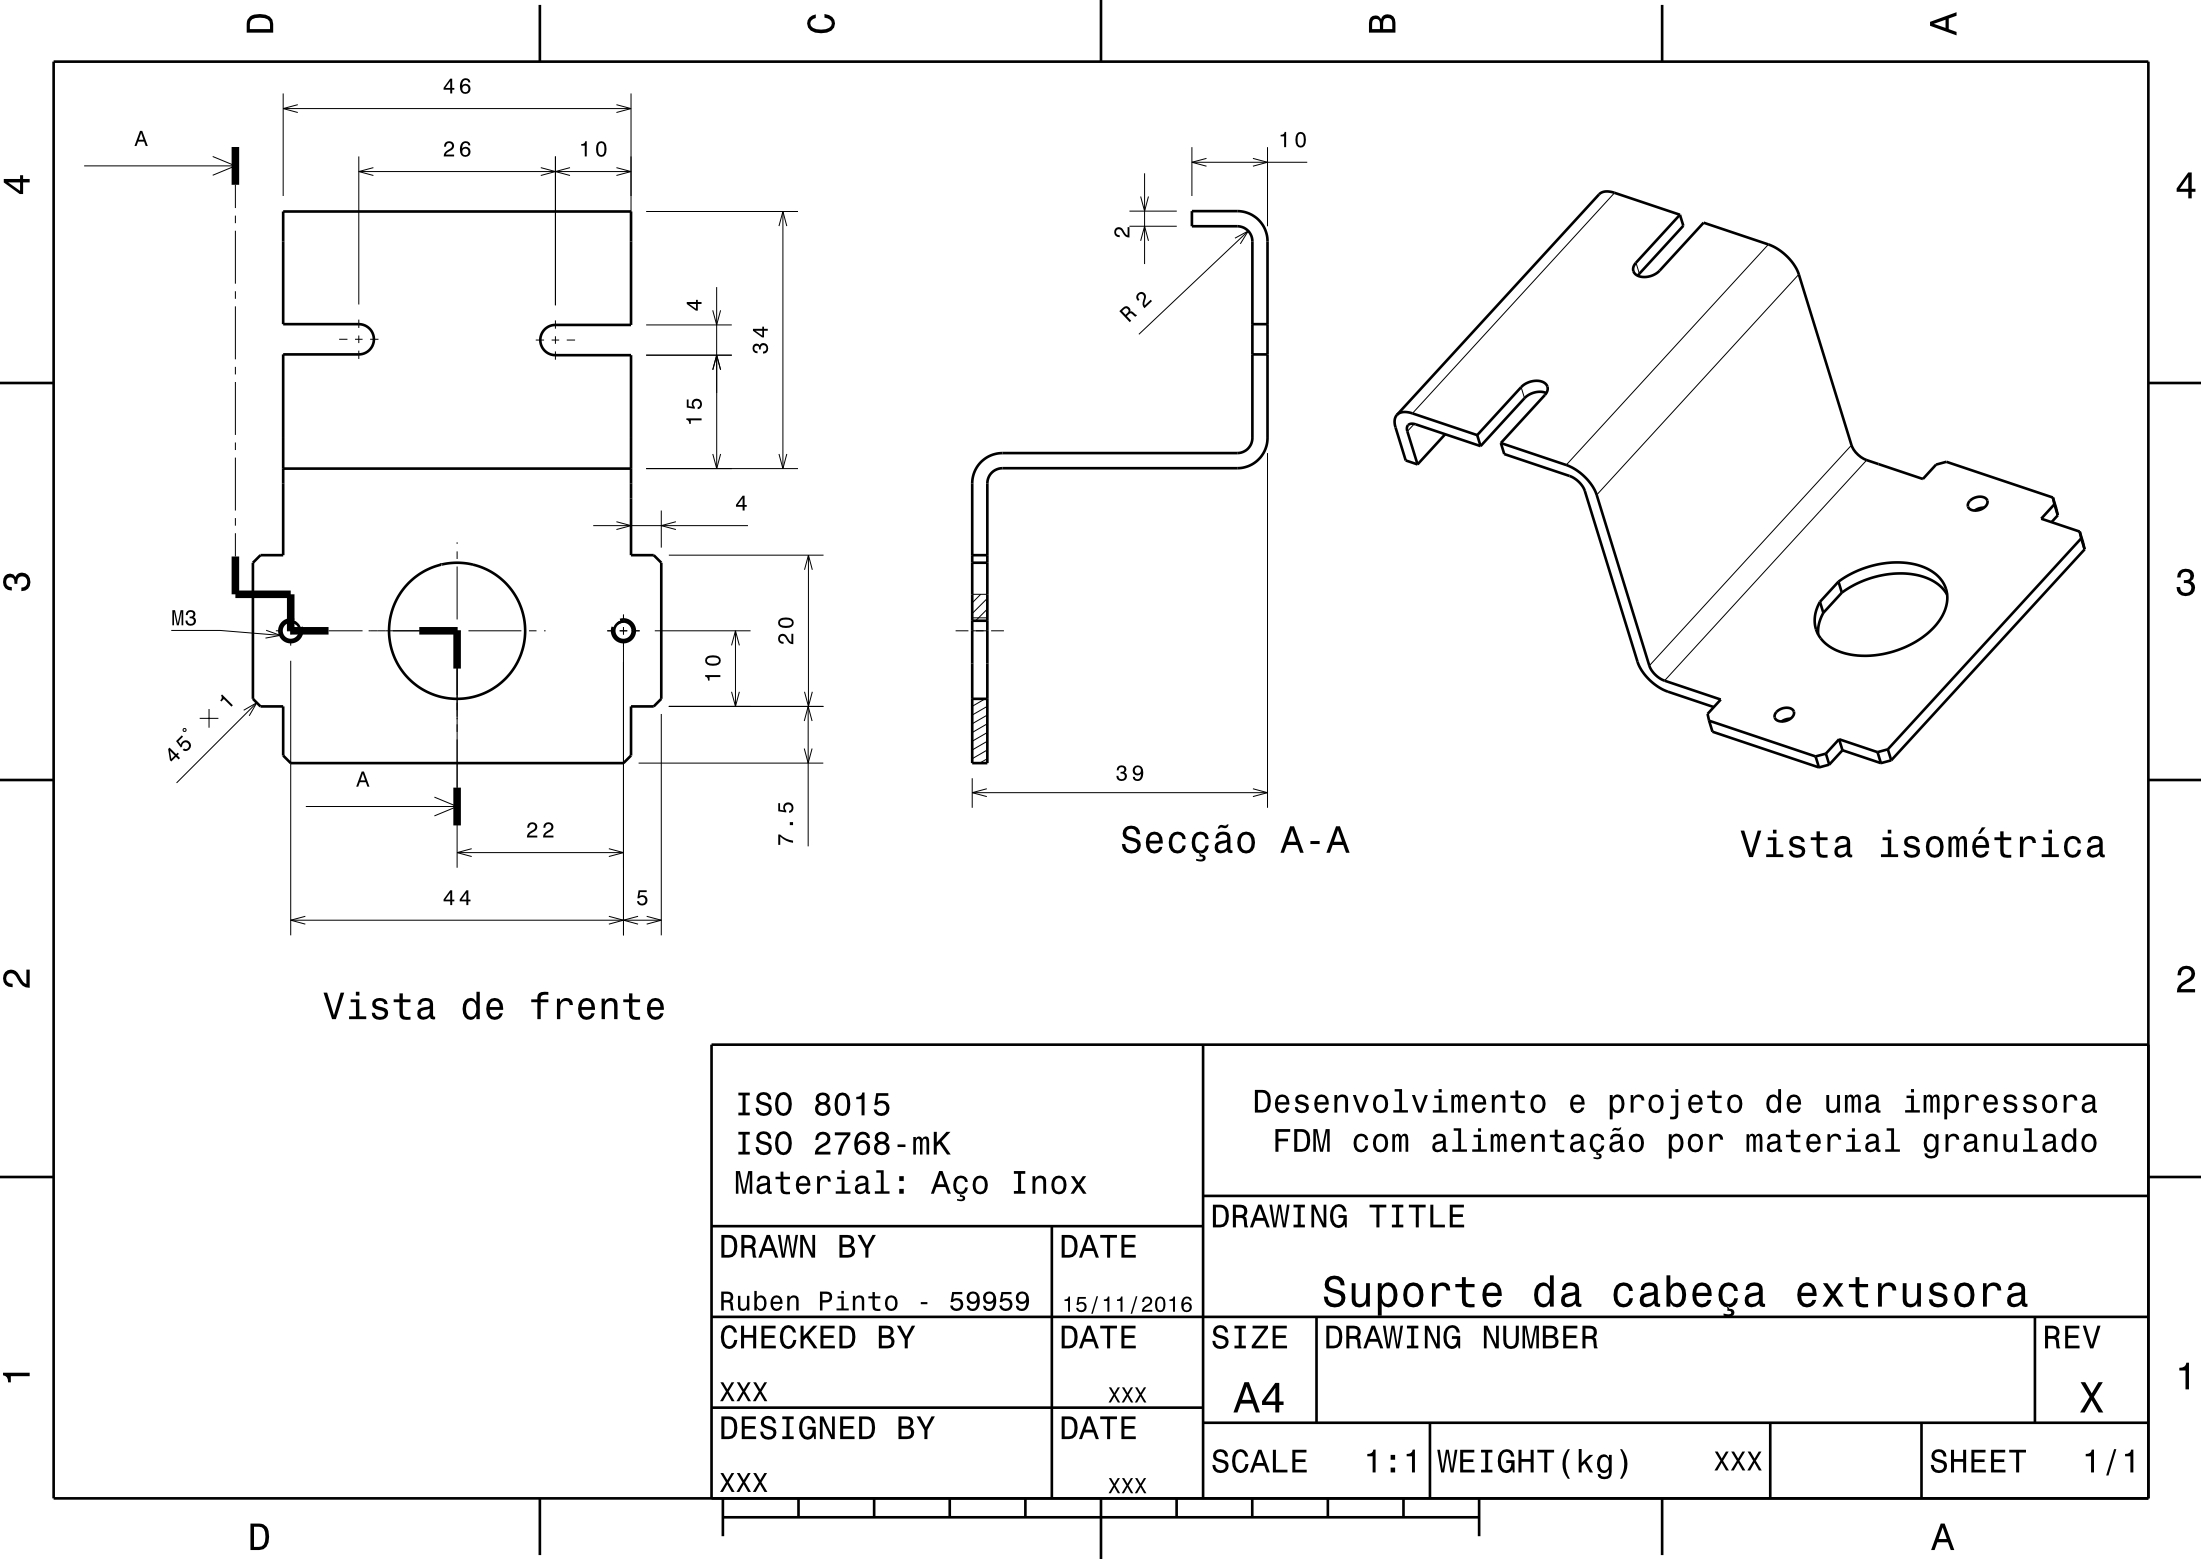 D C B A
4
4
3
3
2
2
1
1
D
A
46
A
26
10
4
34
15
4
M3
20
10
45° × 1
A
7.5
22
44
5
Vista de frente
10
2
R2
39
Secção A-A
Vista isométrica
ISO 8015
ISO 2768-mK
Material: Aço Inox
Desenvolvimento e projeto de uma impressora
FDM com alimentação por material granulado
DRAWING TITLE
Suporte da cabeça extrusora
DRAWN BY
DATE
Ruben Pinto - 59959
15/11/2016
CHECKED BY
DATE
XXX
XXX
DESIGNED BY
DATE
XXX
XXX
SIZE
A4
DRAWING NUMBER
REV
X
SCALE 1:1
WEIGHT(kg) XXX
SHEET 1/1